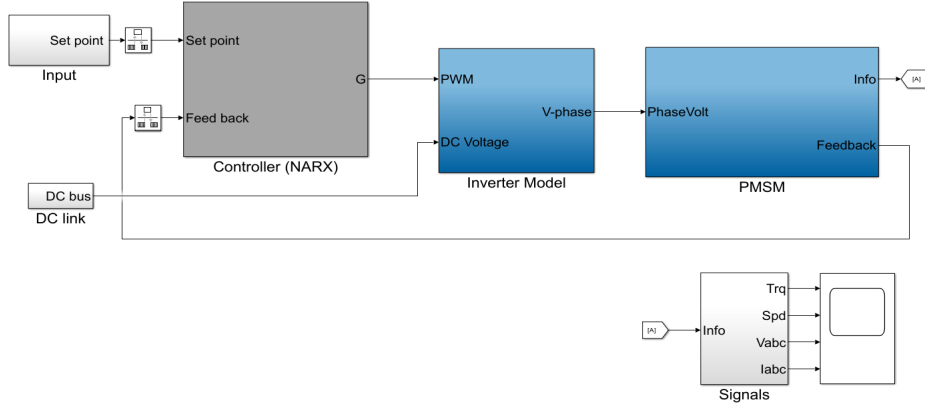 Set point
Input
Set point
G
Feed back
Controller (NARX)
PWM
V-phase
DC Voltage
Inverter Model
PhaseVolt
Info
Feedback
PMSM
[A]
DC bus
DC link
[A]
Info
Trq
Spd
Vabc
Iabc
Signals